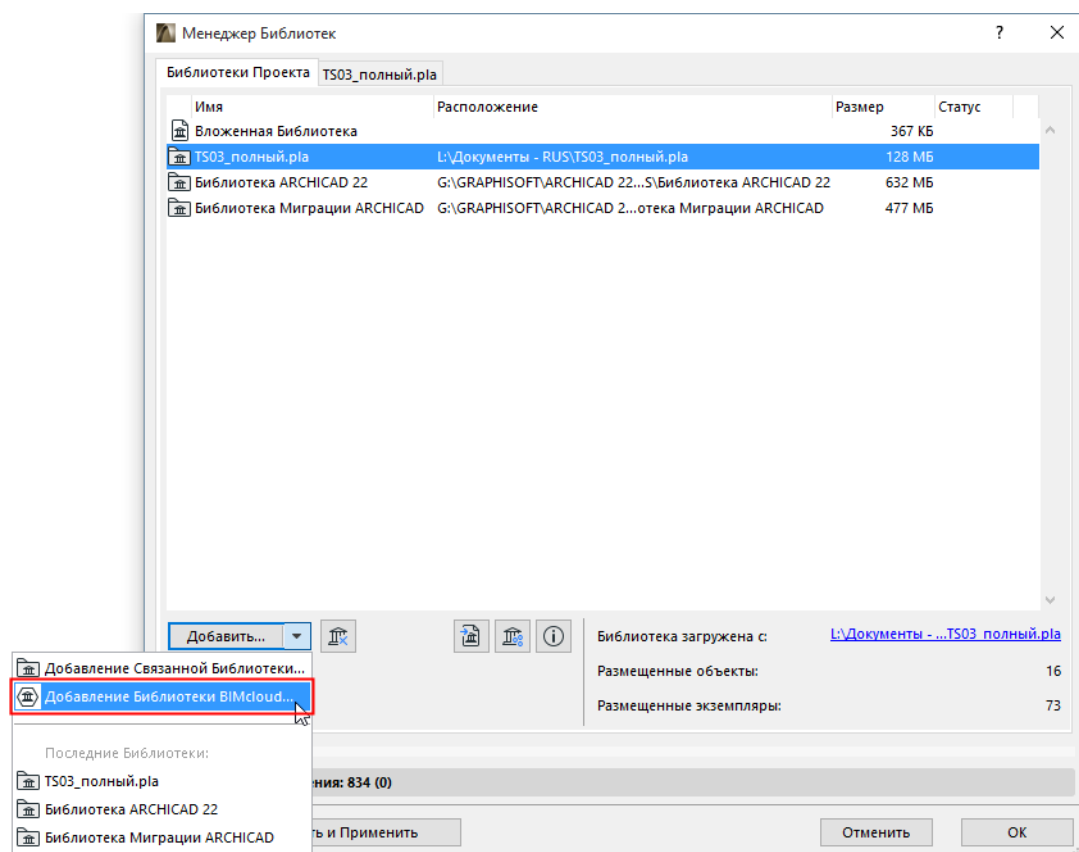 Менеджер Библиотек ?
Библиотеки Проекта TS03_полный.pla
Имя Расположение Размер Статус
Вложенная Библиотека 367 КБ
TS03_полный.pla L:\Документы - RUS\TS03_полный.pla 128 МБ
Библиотека ARCHICAD 22 G:\GRAPHISOFT\ARCHICAD 22...S\Библиотека ARCHICAD 22 632 МБ
Библиотека Миграции ARCHICAD G:\GRAPHISOFT\ARCHICAD 2...отека Миграции ARCHICAD 477 МБ
Добавить...
Библиотека загружена с: L:\Документы - ...TS03_полный.pla
Размещенные объекты: 16
Размещенные экземпляры: 73
Добавление Связанной Библиотеки...
Добавление Библиотеки BIMcloud...
Последние Библиотеки:
TS03_полный.pla
Библиотека ARCHICAD 22
Библиотека Миграции ARCHICAD
ния: 834 (0)
ь и Применить
Отменить OK